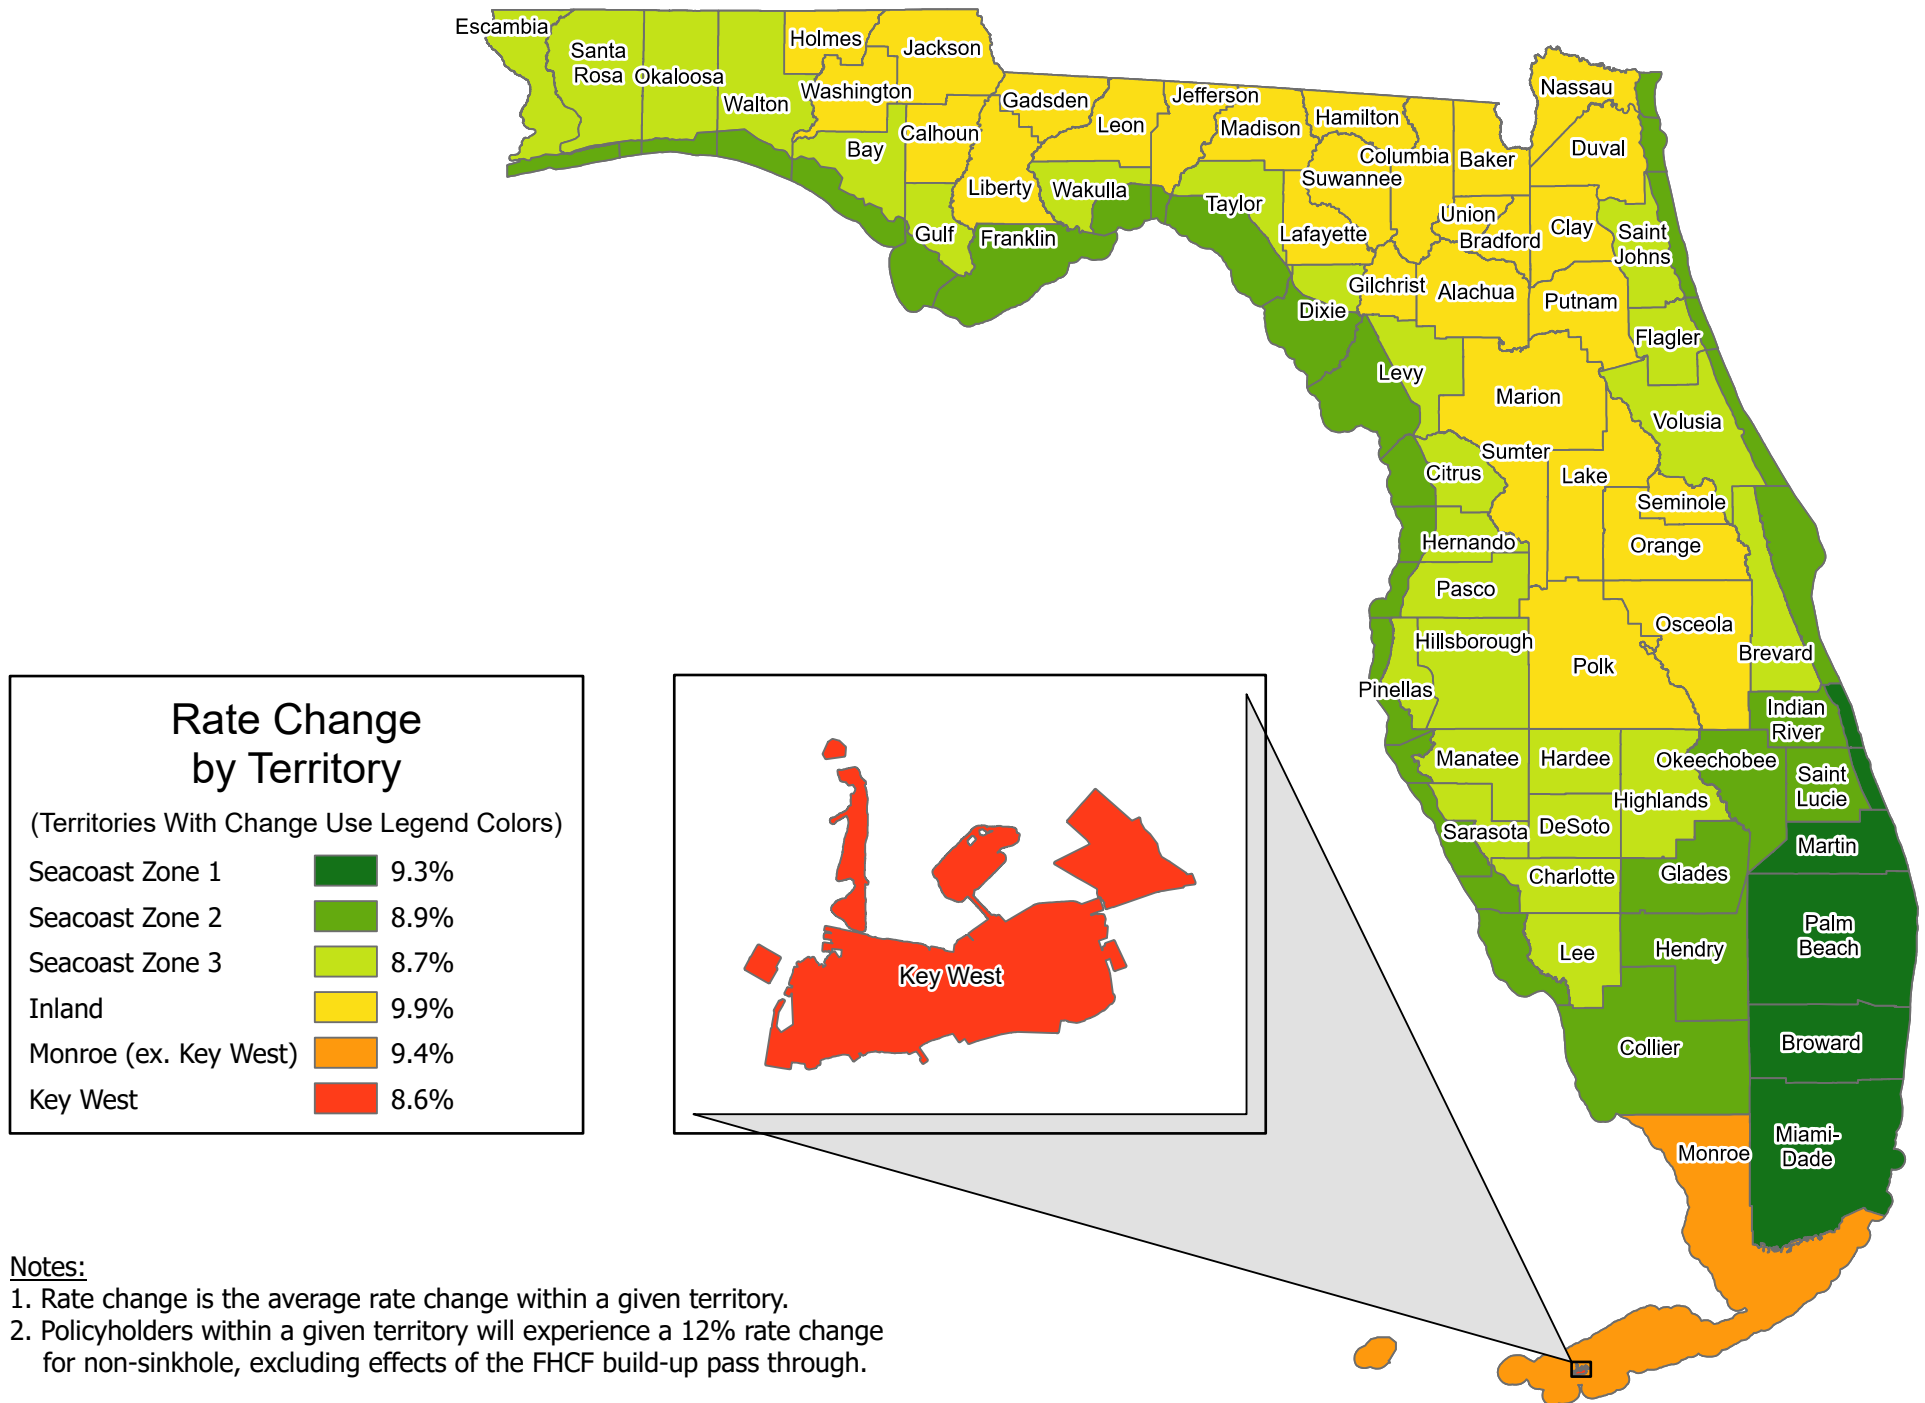 Escambia
Santa
Rosa
Okaloosa
Walton
Holmes
Jackson
Washington
Bay
Calhoun
Gulf
Liberty
Franklin
Gadsden
Leon
Wakulla
Jefferson
Madison
Taylor
Hamilton
Suwannee
Lafayette
Columbia
Baker
Union
Bradford
Nassau
Duval
Clay
Saint
Johns
Dixie
Gilchrist
Alachua
Putnam
Flagler
Levy
Marion
Volusia
Citrus
Sumter
Lake
Seminole
Hernando
Orange
Pasco
Osceola
Hillsborough
Polk
Brevard
Pinellas
Indian
River
Manatee
Hardee
Okeechobee
Saint
Lucie
Highlands
Sarasota
DeSoto
Martin
Charlotte
Glades
Palm
Beach
Lee
Hendry
Collier
Broward
Miami-
Dade
Monroe
Rate Change
by Territory
(Territories With Change Use Legend Colors)
Seacoast Zone 1 9.3%
Seacoast Zone 2 8.9%
Seacoast Zone 3 8.7%
Inland 9.9%
Monroe (ex. Key West) 9.4%
Key West 8.6%
Key West
Notes:
1. Rate change is the average rate change within a given territory.
2. Policyholders within a given territory will experience a 12% rate change
for non-sinkhole, excluding effects of the FHCF build-up pass through.